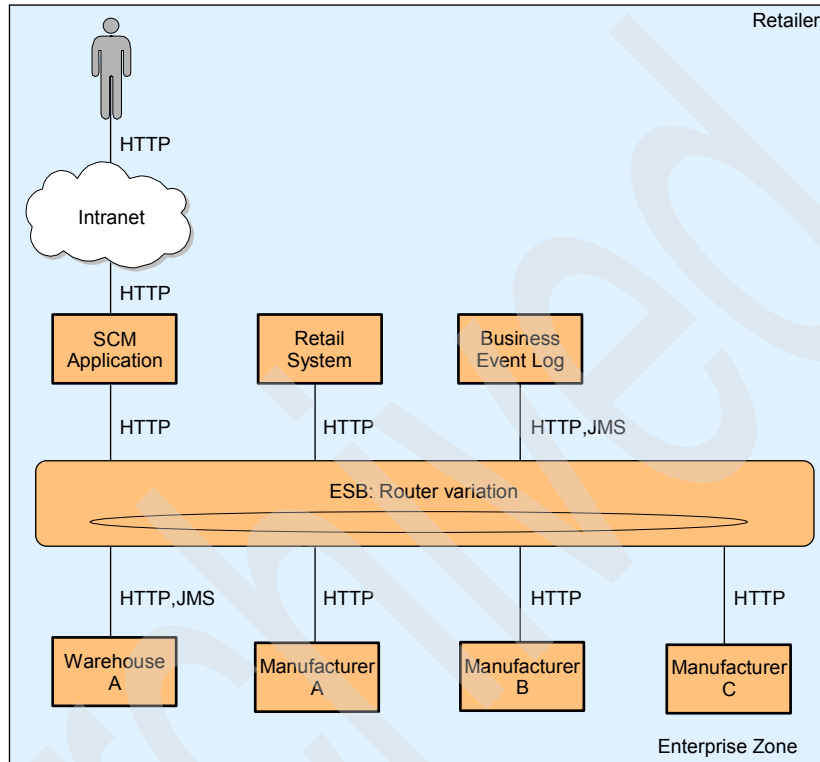 Retailer
HTTP
Intranet
HTTP
SCM
Application
Retail
System
Business
Event Log
HTTP
HTTP
HTTP,JMS
ESB: Router variation
HTTP,JMS
HTTP
HTTP
HTTP
Warehouse
A
Manufacturer
A
Manufacturer
B
Manufacturer
C
Enterprise Zone
rchived